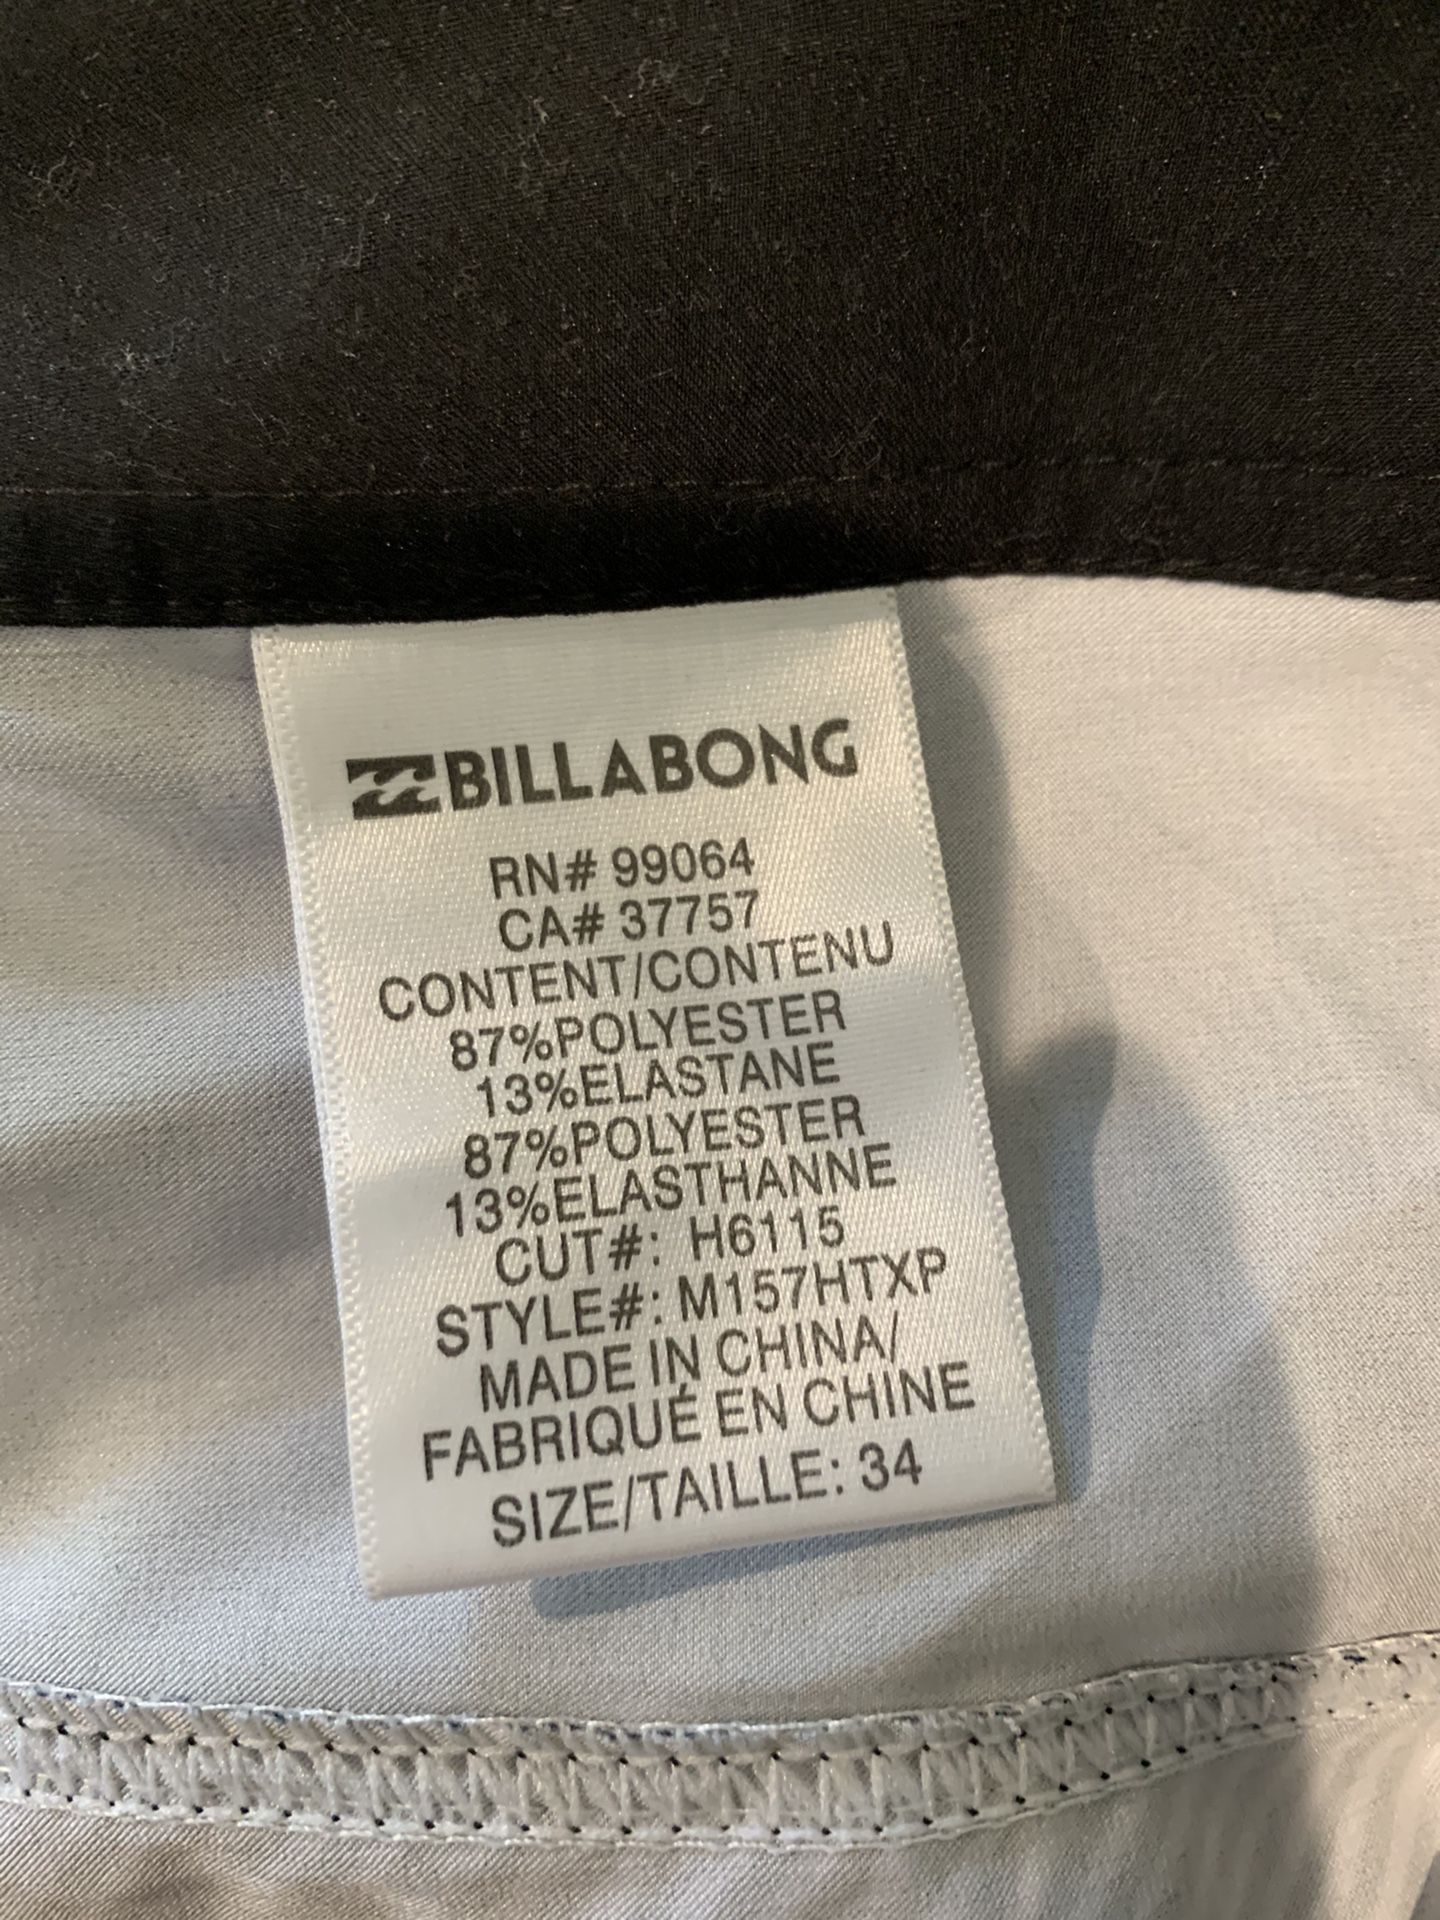 BILLABONG
RN# 99064
CA# 37757
CONTENT/CONTENU
87%POLYESTER
13%ELASTANE
87%POLYESTER
13%ELASTHANNE
CUT#: H6115
STYLE#: M157HTXP
MADE IN CHINA/
FABRIQUÉ EN CHINE
SIZE/TAILLE: 34